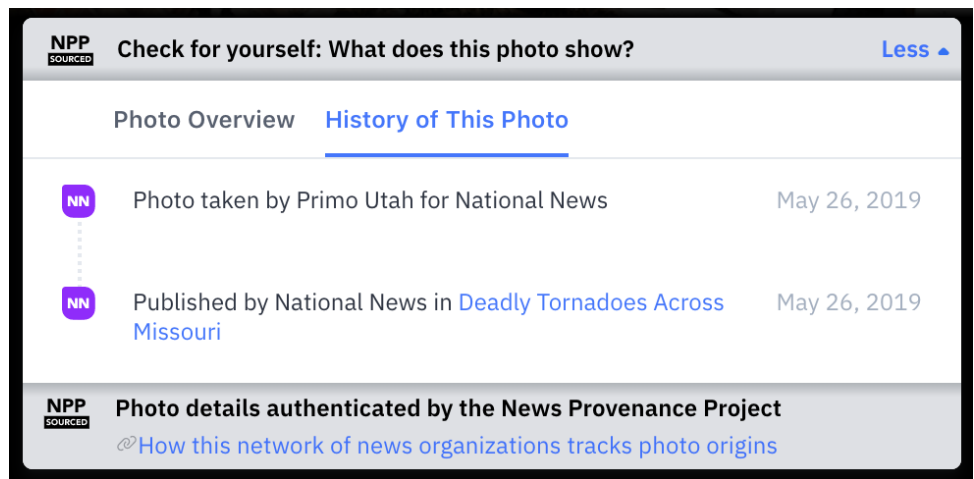 NPP
SOURCED
Check for yourself: What does this photo show?
Less
Photo Overview
History of This Photo
NN
Photo taken by Primo Utah for National News
May 26, 2019
NN
Published by National News in Deadly Tornadoes Across
Missouri
May 26, 2019
NPP
SOURCED
Photo details authenticated by the News Provenance Project
How this network of news organizations tracks photo origins